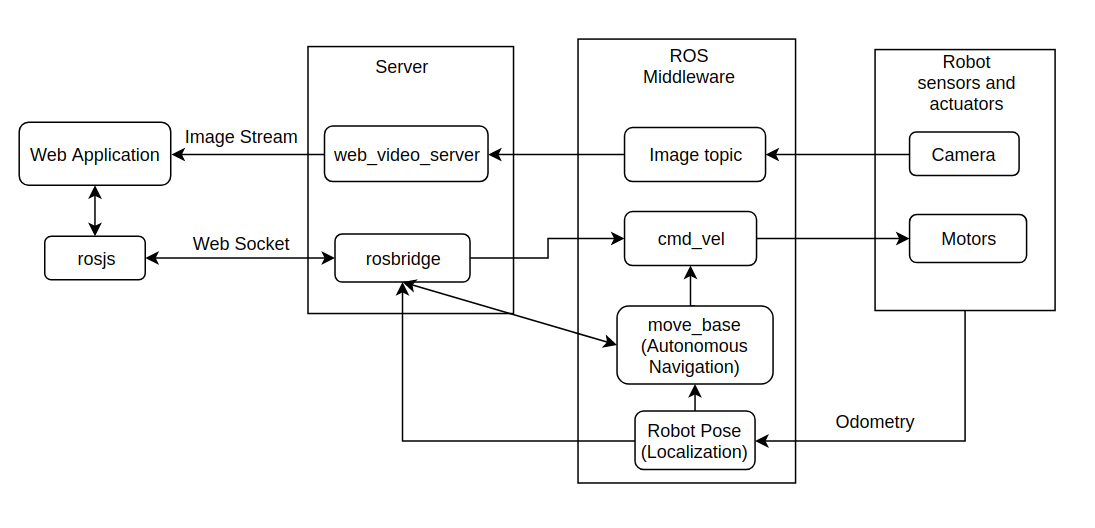 Server
ROS
Middleware
Robot
sensors and
actuators
Image Stream
Web Application
web_video_server
Image topic
Camera
Web Socket
rosjs
rosbridge
cmd_vel
Motors
move_base
(Autonomous
Navigation)
Odometry
Robot Pose
(Localization)